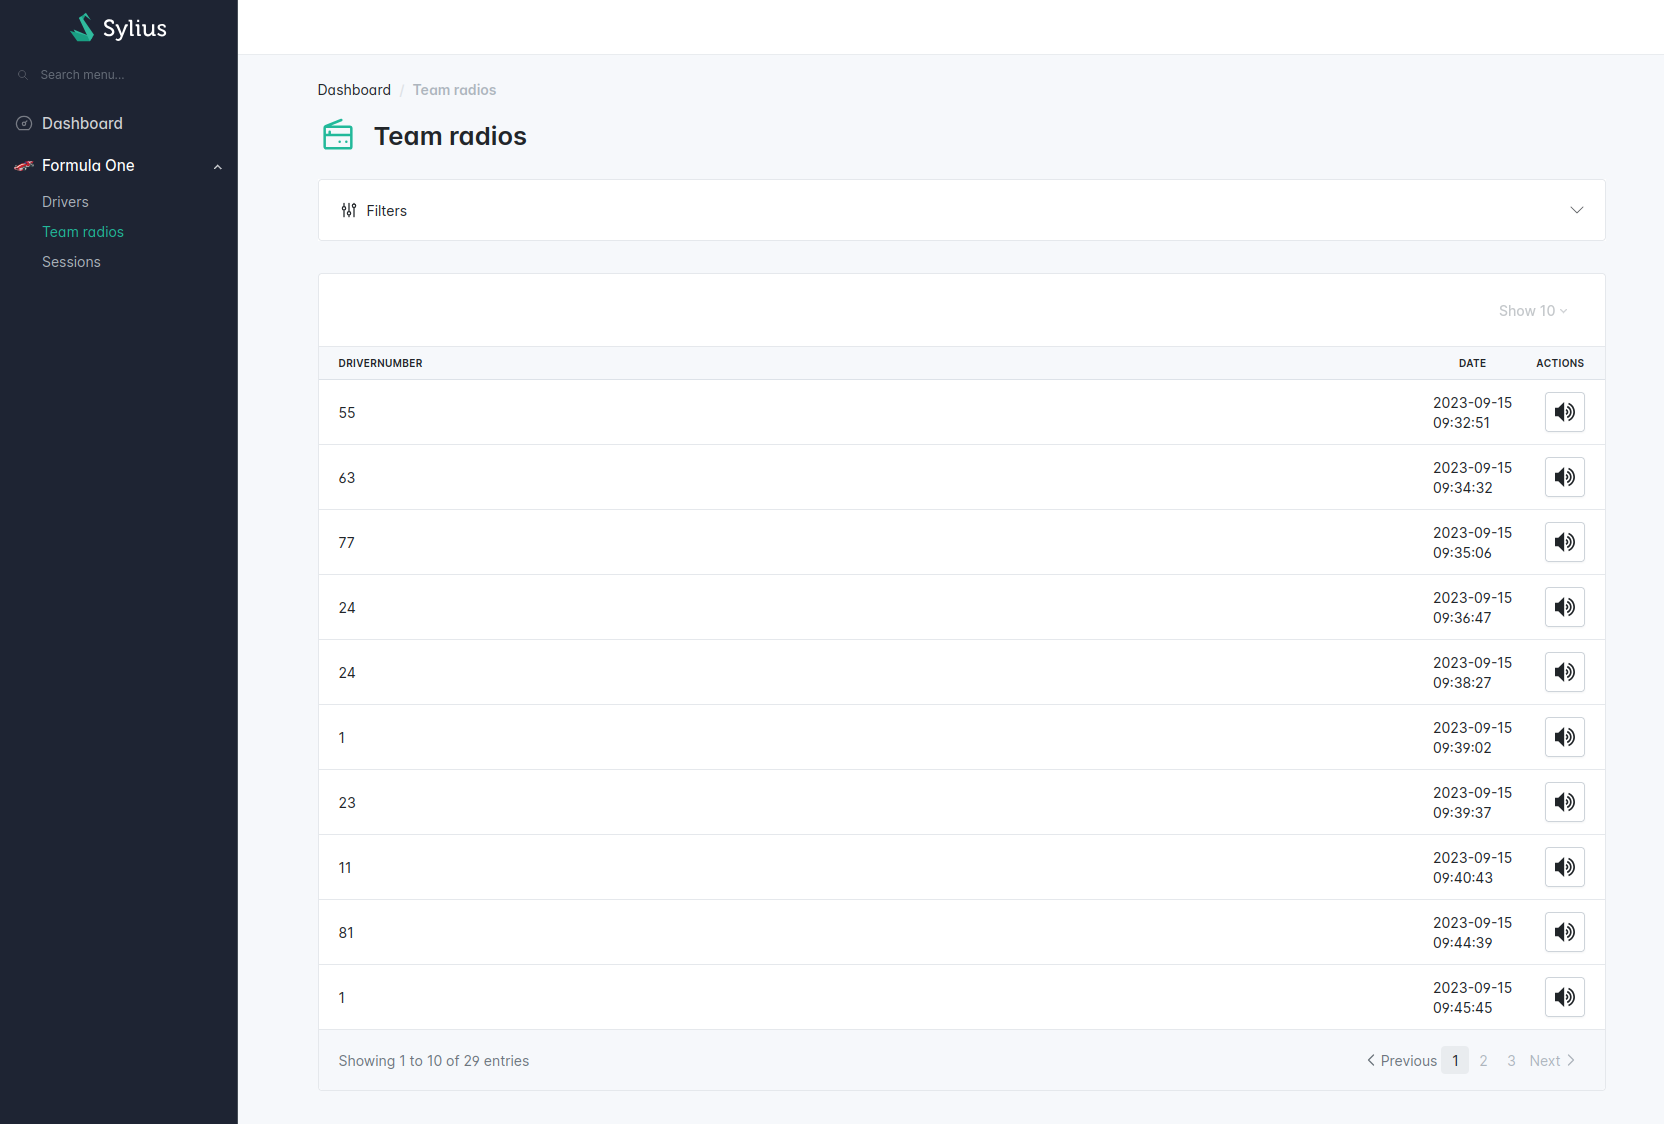 Sylius
Search menu...
Dashboard
Formula One
Drivers
Team radios
Sessions
Dashboard / Team radios
Team radios
Filters
Show 10
DRIVERNUMBER DATE ACTIONS
55 2023-09-15
09:32:51
63 2023-09-15
09:34:32
77 2023-09-15
09:35:06
24 2023-09-15
09:36:47
24 2023-09-15
09:38:27
1 2023-09-15
09:39:02
23 2023-09-15
09:39:37
11 2023-09-15
09:40:43
81 2023-09-15
09:44:39
1 2023-09-15
09:45:45
Showing 1 to 10 of 29 entries Previous 1 2 3 Next